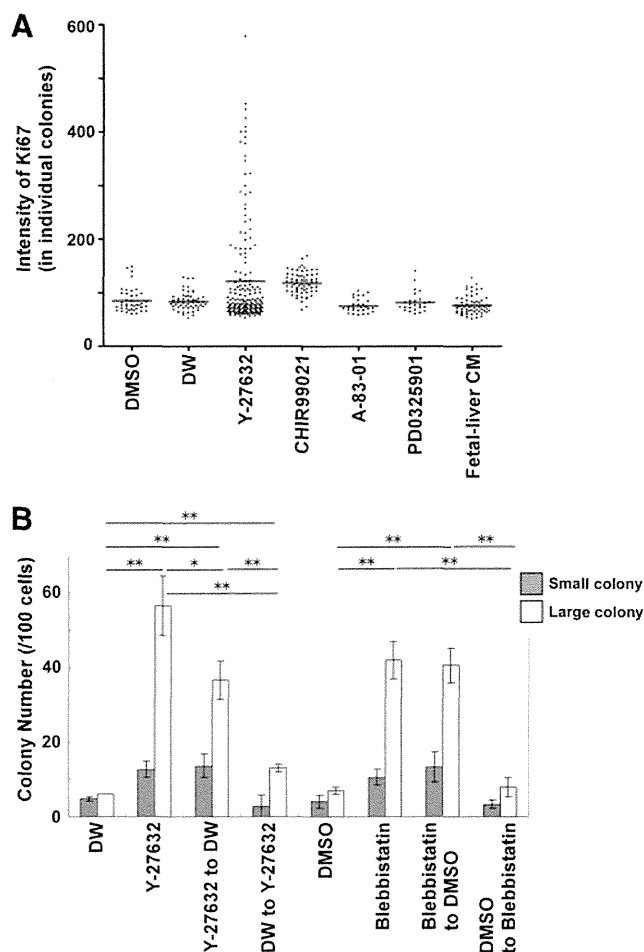 A
Intensity of Ki67
(in individual colonies)
600
400
200
0
DMSO
DW
Y-27632
CHIR99021
A-83-01
PD0325901
Fetal-liver CM
B
**
**
**
**
*
**
**
**
**
**
Colony Number (/100 cells)
60
40
20
0
Small colony
Large colony
DW
Y-27632
Y-27632 to DW
DW to Y-27632
DMSO
Blebbistatin
Blebbistatin
to DMSO
DMSO
to Blebbistatin